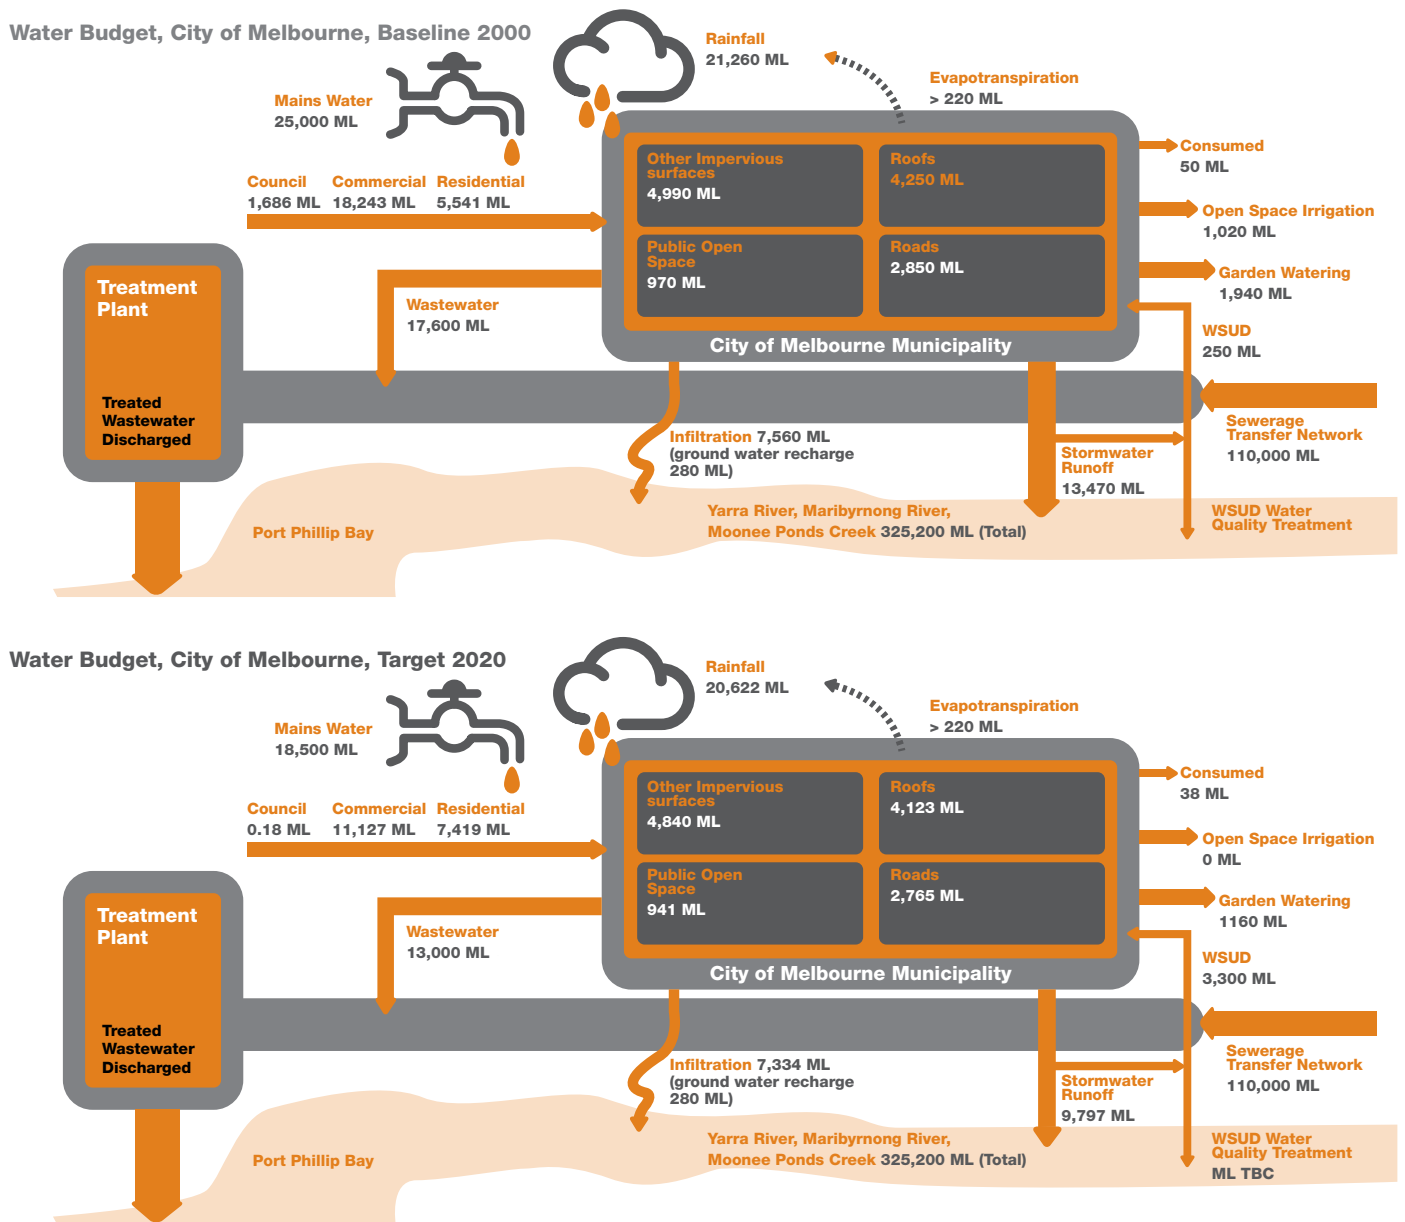 Water Budget, City of Melbourne, Baseline 2000
Rainfall
21,260 ML
Evapotranspiration
> 220 ML
Mains Water
25,000 ML
Council Commercial Residential
1,686 ML 18,243 ML 5,541 ML
Other Impervious
surfaces
4,990 ML
Roofs
4,250 ML
Public Open
Space
970 ML
Roads
2,850 ML
City of Melbourne Municipality
Consumed
50 ML
Open Space Irrigation
1,020 ML
Garden Watering
1,940 ML
WSUD
250 ML
Treatment
Plant
Treated
Wastewater
Discharged
Wastewater
17,600 ML
Infiltration 7,560 ML
(ground water recharge
280 ML)
Stormwater
Runoff
13,470 ML
Sewerage
Transfer Network
110,000 ML
Port Phillip Bay
Yarra River, Maribyrnong River,
Moonee Ponds Creek 325,200 ML (Total)
WSUD Water
Quality Treatment
Water Budget, City of Melbourne, Target 2020
Rainfall
20,622 ML
Evapotranspiration
> 220 ML
Mains Water
18,500 ML
Council Commercial Residential
0.18 ML 11,127 ML 7,419 ML
Other Impervious
surfaces
4,840 ML
Roofs
4,123 ML
Public Open
Space
941 ML
Roads
2,765 ML
City of Melbourne Municipality
Consumed
38 ML
Open Space Irrigation
0 ML
Garden Watering
1160 ML
WSUD
3,300 ML
Treatment
Plant
Treated
Wastewater
Discharged
Wastewater
13,000 ML
Infiltration 7,334 ML
(ground water recharge
280 ML)
Stormwater
Runoff
9,797 ML
Sewerage
Transfer Network
110,000 ML
Port Phillip Bay
Yarra River, Maribyrnong River,
Moonee Ponds Creek 325,200 ML (Total)
WSUD Water
Quality Treatment
ML TBC